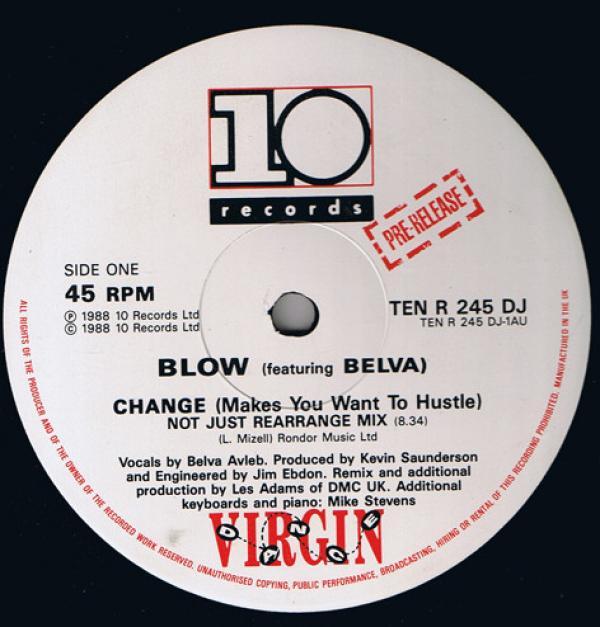 10
records
PRE-RELEASE
SIDE ONE
45 RPM
Ⓟ 1988 10 Records Ltd
© 1988 10 Records Ltd
TEN R 245 DJ
TEN R 245 DJ-1AU
BLOW (featuring BELVA)
CHANGE (Makes You Want To Hustle)
NOT JUST REARRANGE MIX (8.34)
(L. Mizell) Rondor Music Ltd
Vocals by Belva Avleb. Produced by Kevin Saunderson
and Engineered by Jim Ebdon. Remix and additional
production by Les Adams of DMC UK. Additional
keyboards and piano: Mike Stevens
VIRGIN
DANCE
ALL RIGHTS OF THE PRODUCER AND OF THE OWNER OF THE RECORDED WORK RESERVED. UNAUTHORISED COPYING, PUBLIC PERFORMANCE, BROADCASTING, HIRING OR RENTAL OF THIS RECORDING PROHIBITED. MANUFACTURED IN THE UK